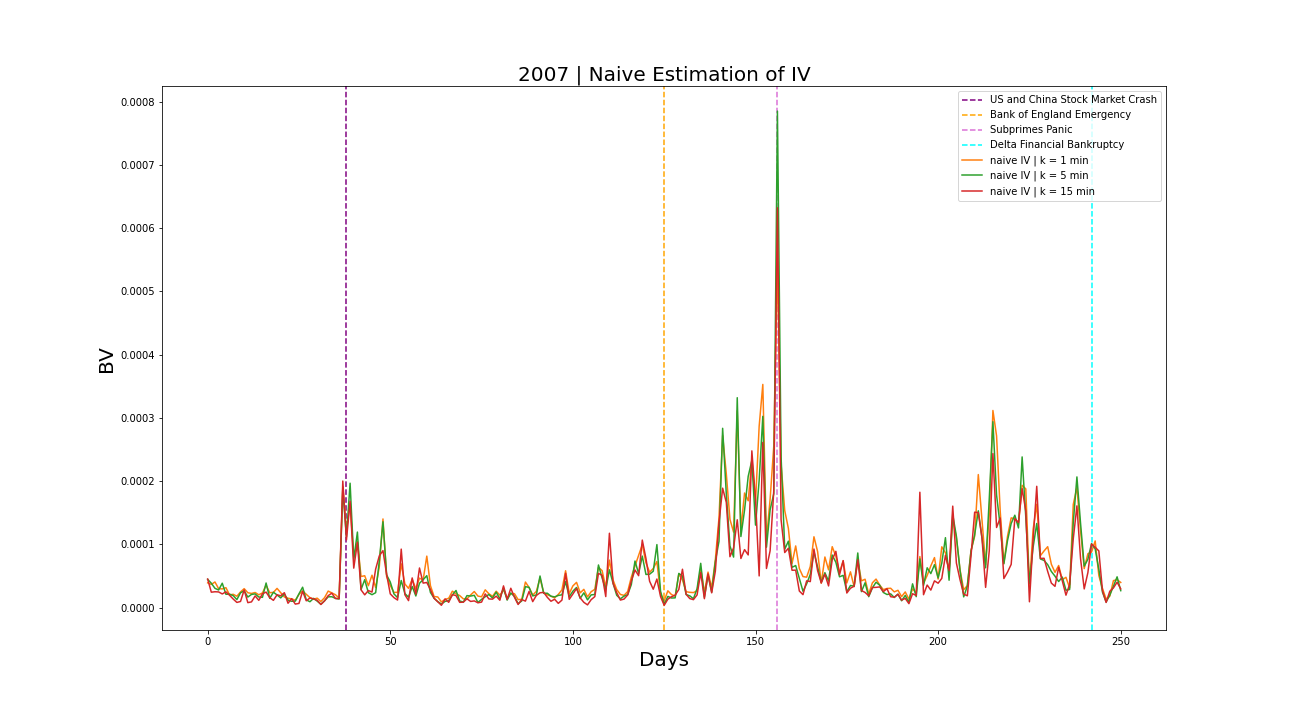 2007 | Naive Estimation of IV
US and China Stock Market Crash
Bank of England Emergency
Subprimes Panic
Delta Financial Bankruptcy
naive IV | k = 1 min
naive IV | k = 5 min
naive IV | k = 15 min
BV
0.0008
0.0007
0.0006
0.0005
0.0004
0.0003
0.0002
0.0001
0.0000
0 50 100 150 200 250
Days